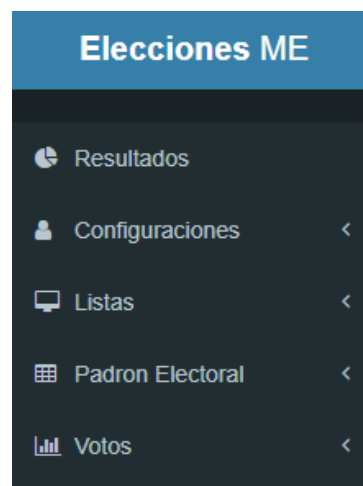 Elecciones ME
Resultados
Configuraciones
Listas
Padron Electoral
Votos